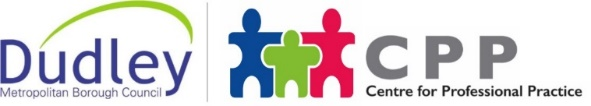 Dudley
Metropolitan Borough Council
CPP
Centre for Professional Practice